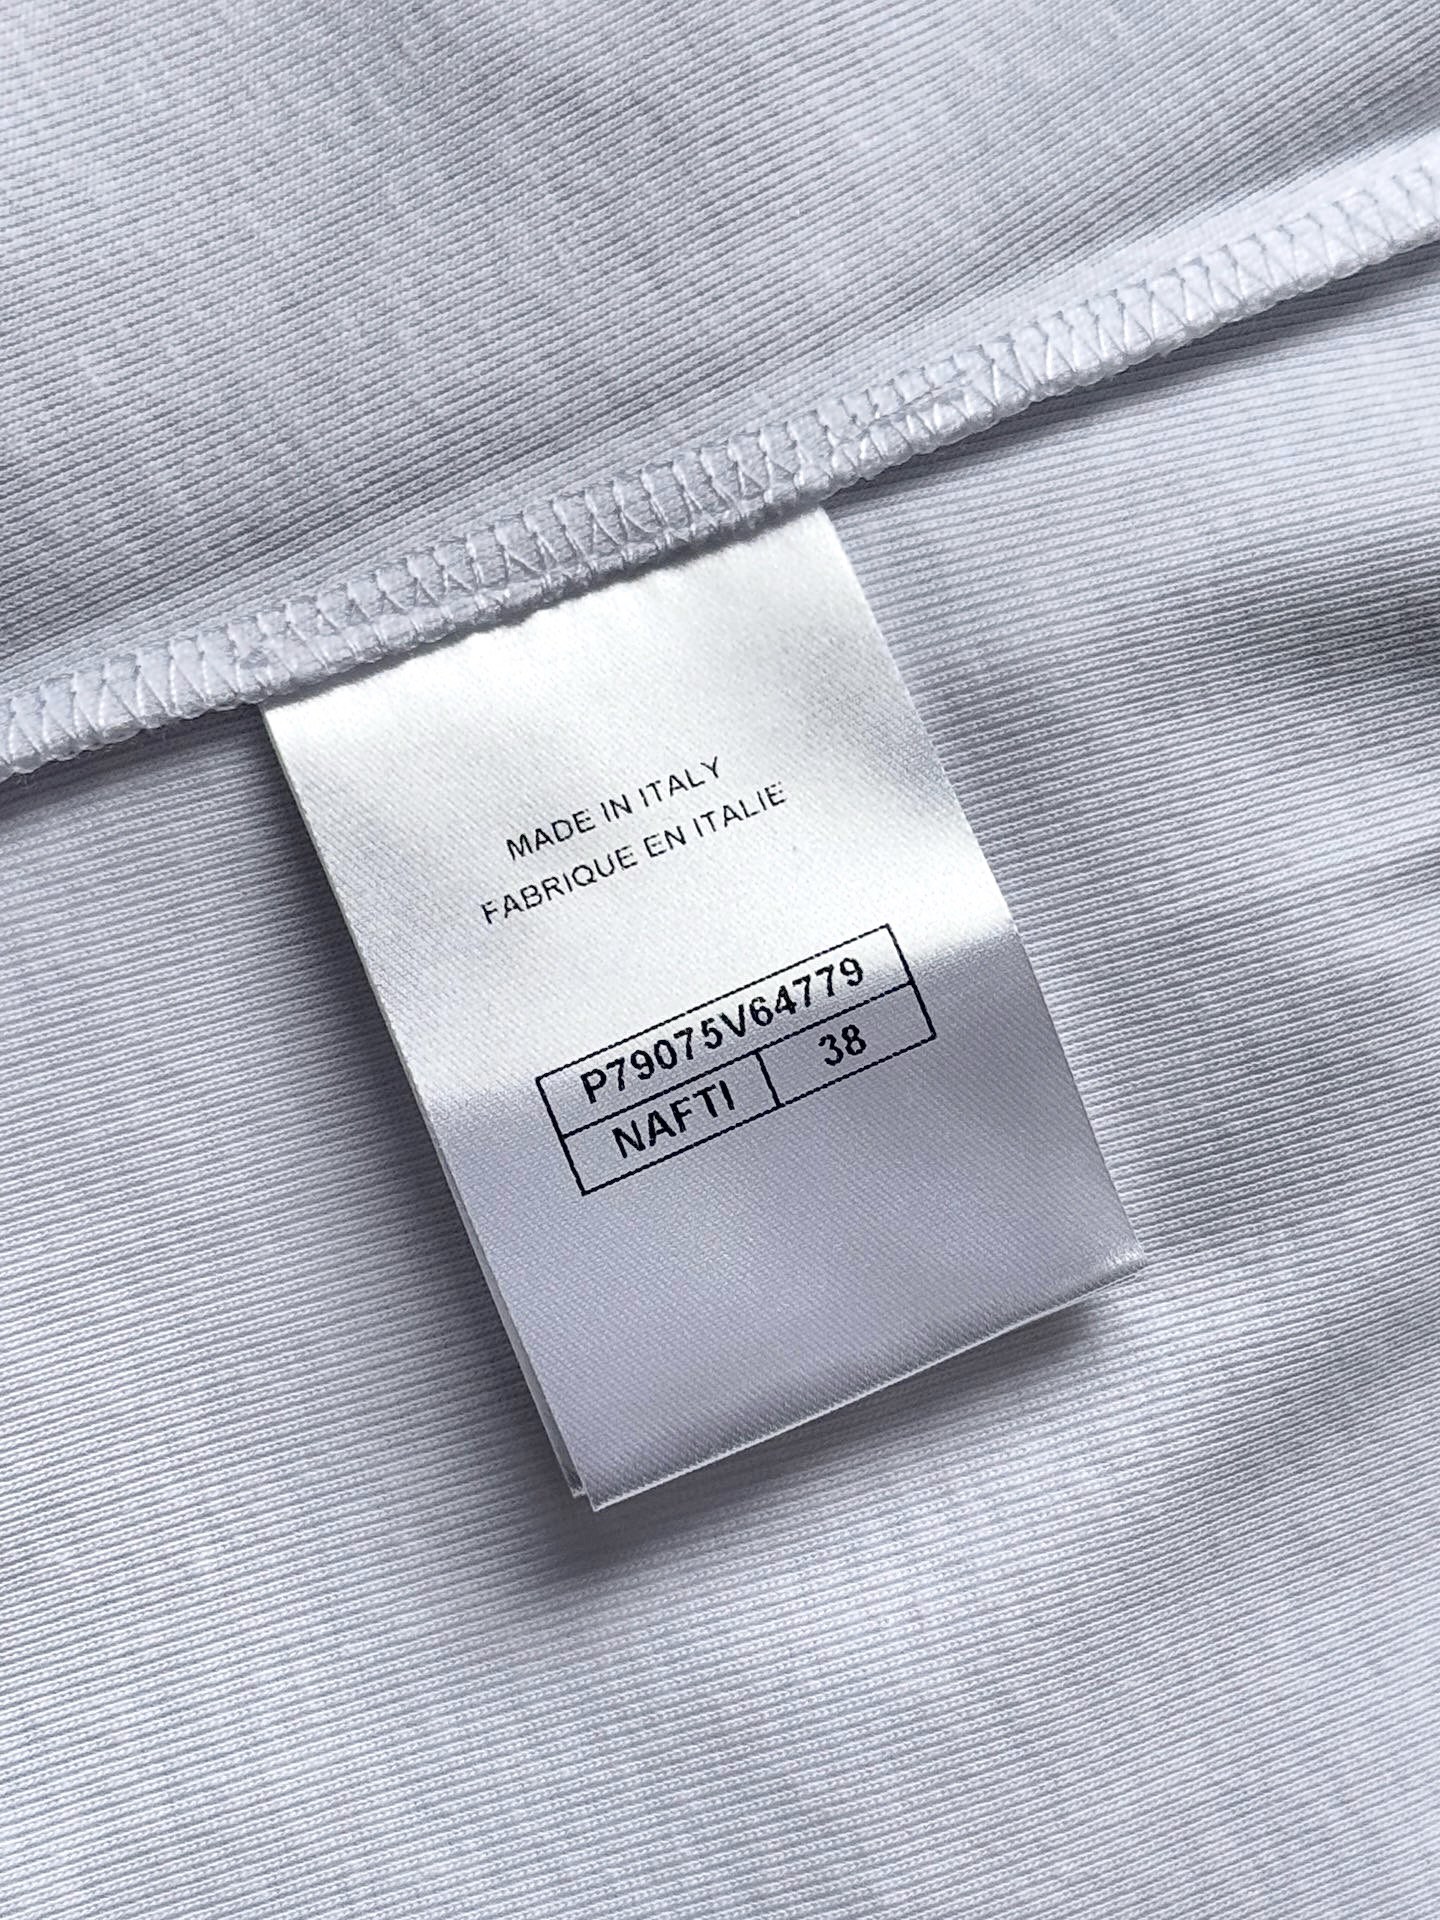 MADE IN ITALY
FABRIQUE EN ITALIE
P79075V64779
NAFTI 38